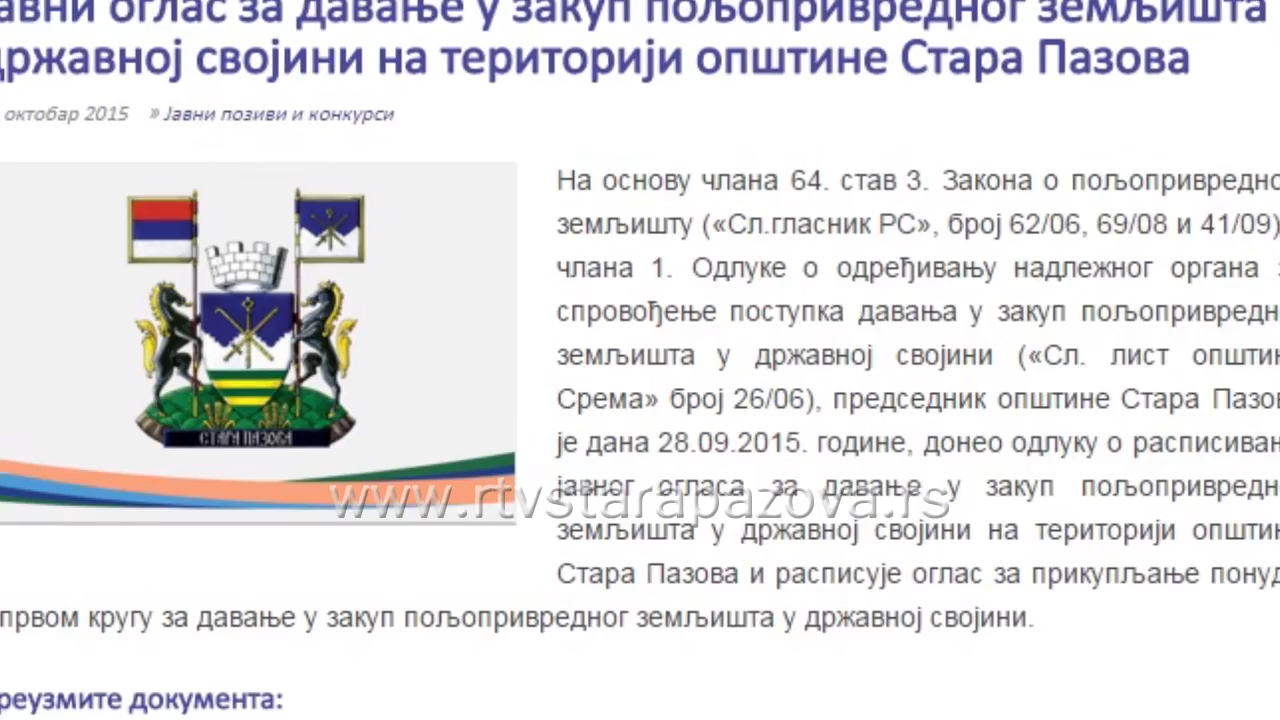 авни оглас за давање у закуп пољопривредног земљишта
државној својини на територији општине Стара Пазова
октобар 2015 » Јавни позиви и конкурси
СТАРА ПАЗОВА
На основу члана 64. став 3. Закона о пољопривредно
земљишту («Сл.гласник РС», број 62/06, 69/08 и 41/09)
члана 1. Одлуке о одређивању надлежног органа з
спровођење поступка давања у закуп пољопривредн
земљишта у државној својини («Сл. лист општин
Срема» број 26/06), председник општине Стара Пазов
је дана 28.09.2015. године, донео одлуку о расписивањ
јавног огласа за давање у закуп пољопривредн
www.rtvstarapazova.rs
земљишта у државној својини на територији општин
Стара Пазова и расписује оглас за прикупљање понуд
првом кругу за давање у закуп пољопривредног земљишта у државној својини.
реузмите документа: